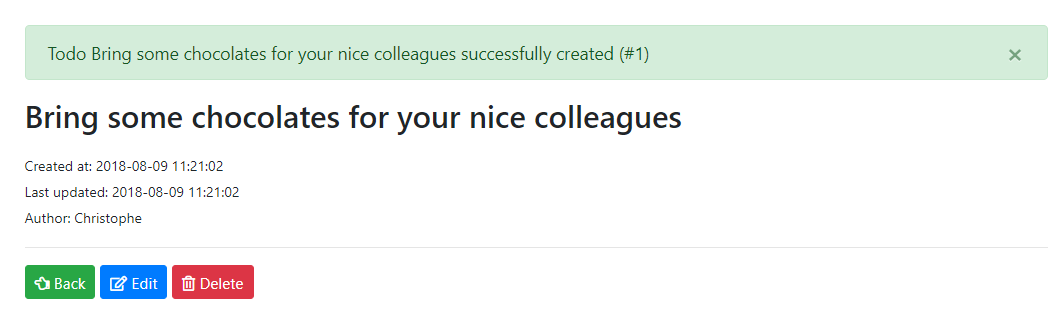 Todo Bring some chocolates for your nice colleagues successfully created (#1) ×
Bring some chocolates for your nice colleagues
Created at: 2018-08-09 11:21:02
Last updated: 2018-08-09 11:21:02
Author: Christophe
Back Edit Delete